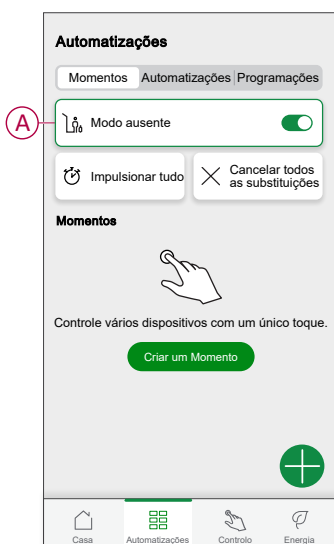 Automatizações
Momentos Automatizações Programações
A
Modo ausente
Impulsionar tudo
Cancelar todos
as substituições
Momentos
Controle vários dispositivos com um único toque.
Criar um Momento
Casa Automatizações Controlo Energia